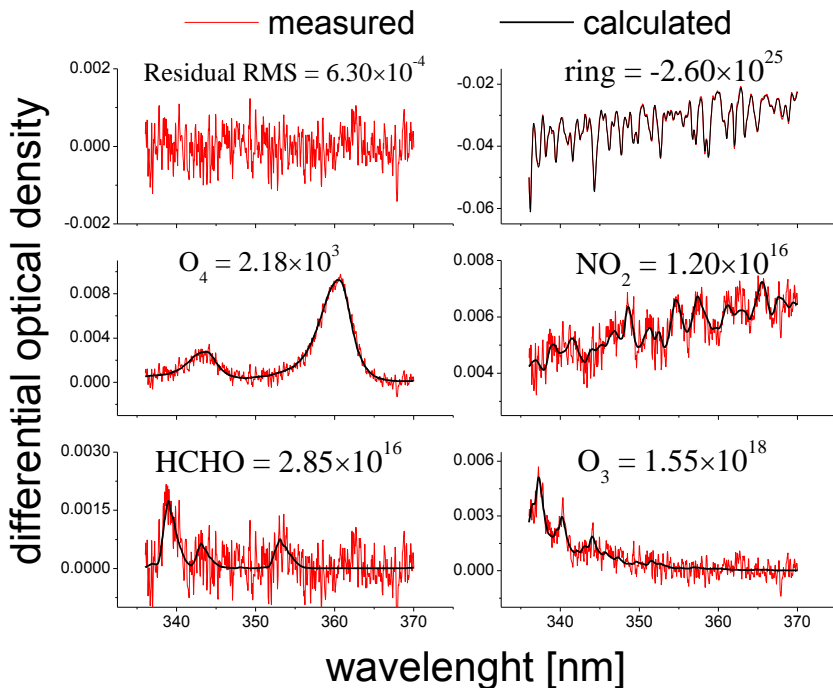 measured calculated
Residual RMS = 6.30×10⁻⁴
0.002
0.000
-0.002
ring = -2.60×10²⁵
-0.02
-0.04
-0.06
O₄ = 2.18×10³
0.008
0.004
0.000
NO₂ = 1.20×10¹⁶
0.008
0.006
0.004
HCHO = 2.85×10¹⁶
0.0030
0.0015
0.0000
340 350 360 370
O₃ = 1.55×10¹⁸
0.006
0.003
0.000
340 350 360 370
differential optical density
wavelenght [nm]